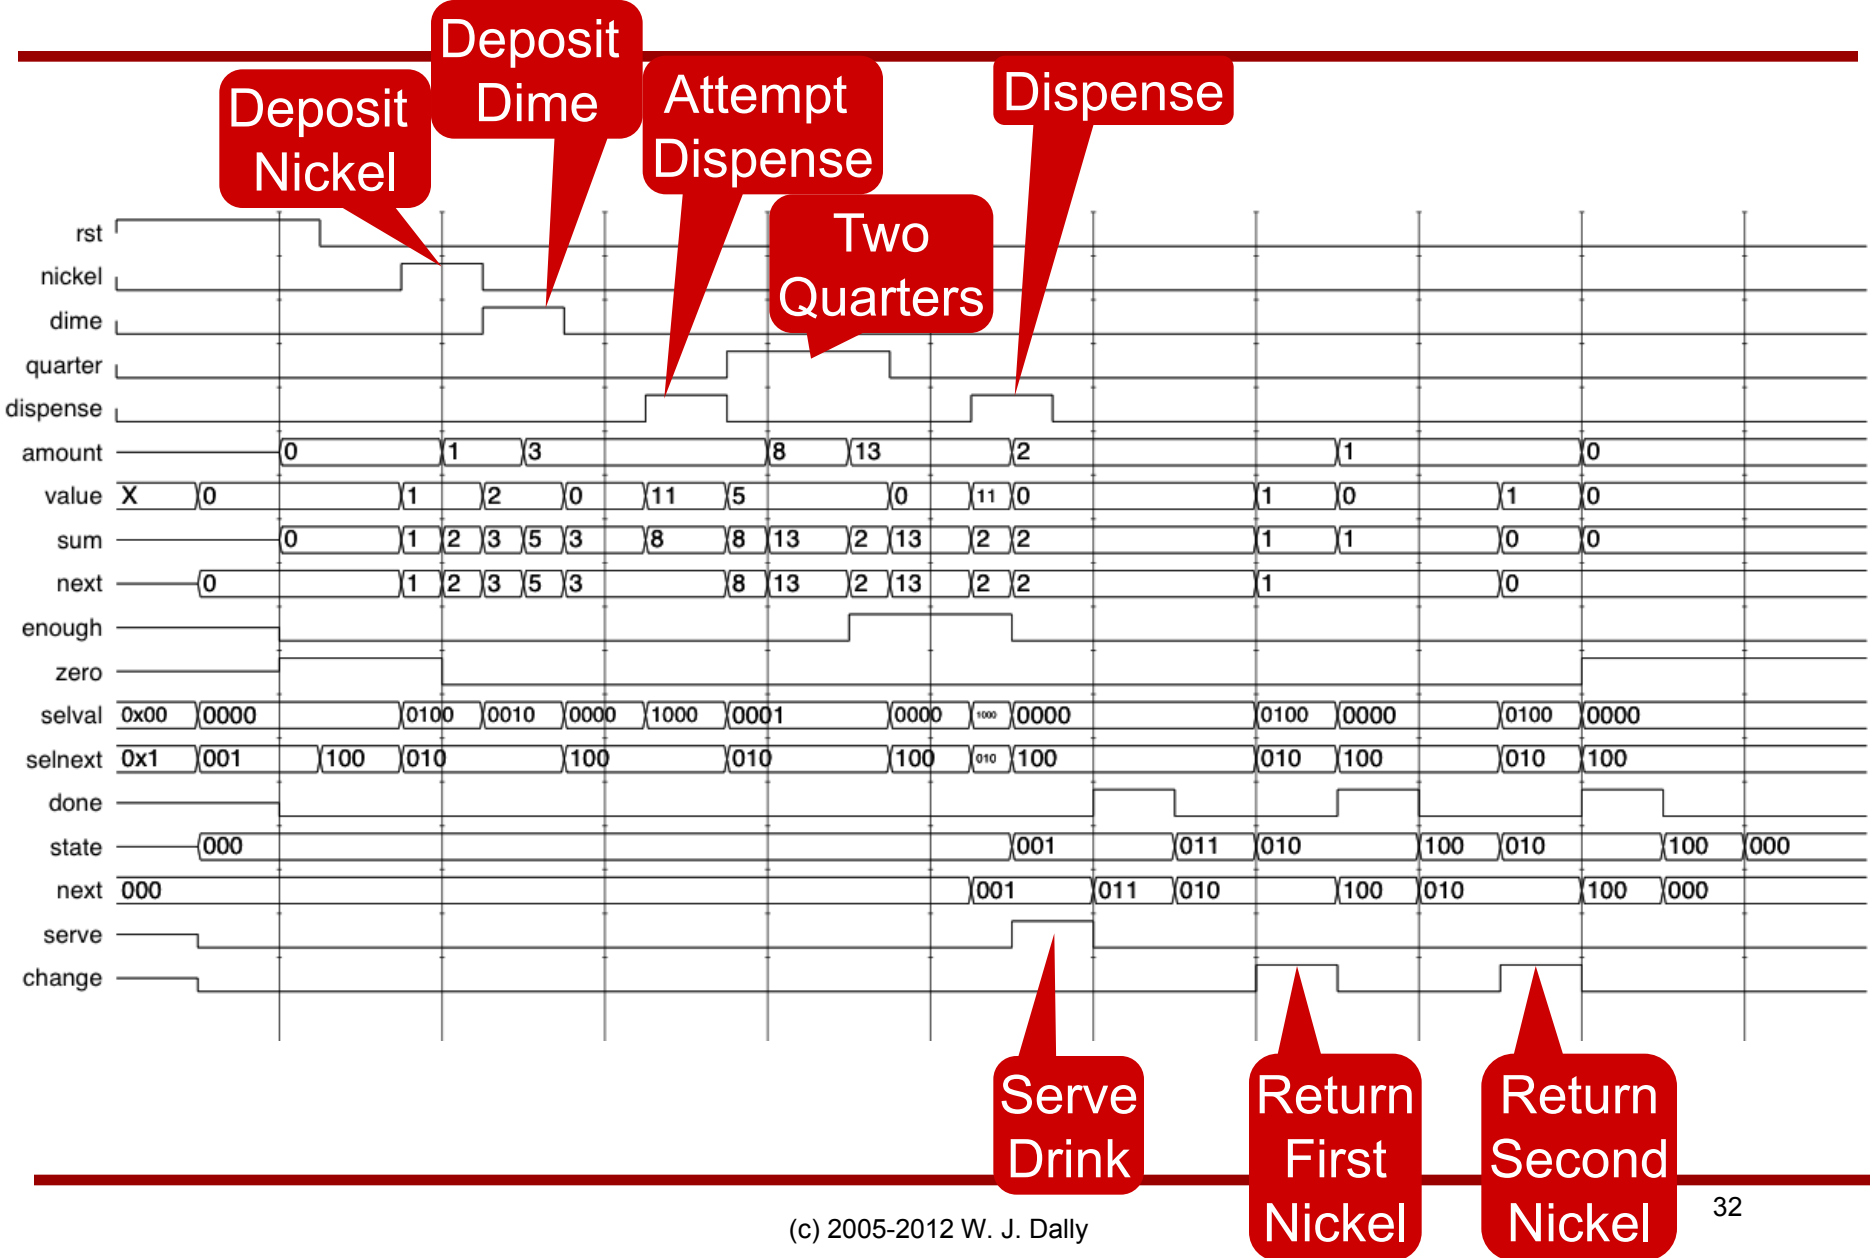 Deposit
Nickel
Deposit
Dime
Attempt
Dispense
Two
Quarters
Dispense
rst
nickel
dime
quarter
dispense
amount 0 1 3 8 13 2 1 0
value X 0 1 2 0 11 5 0 11 0 1 0 1 0
sum 0 1 2 3 5 3 8 8 13 2 13 2 2 1 1 0 0
next 0 1 2 3 5 3 8 13 2 13 2 2 1 0
enough
zero
selval 0x00 0000 0100 0010 0000 1000 0001 0000 1000 0000 0100 0000 0100 0000
selnext 0x1 001 100 010 100 010 100 010 100 010 100 010 100
done
state 000 001 011 010 100 010 100 000
next 000 001 011 010 100 010 100 000
serve
change
Serve
Drink
Return
First
Nickel
Return
Second
Nickel
(c) 2005-2012 W. J. Dally
32